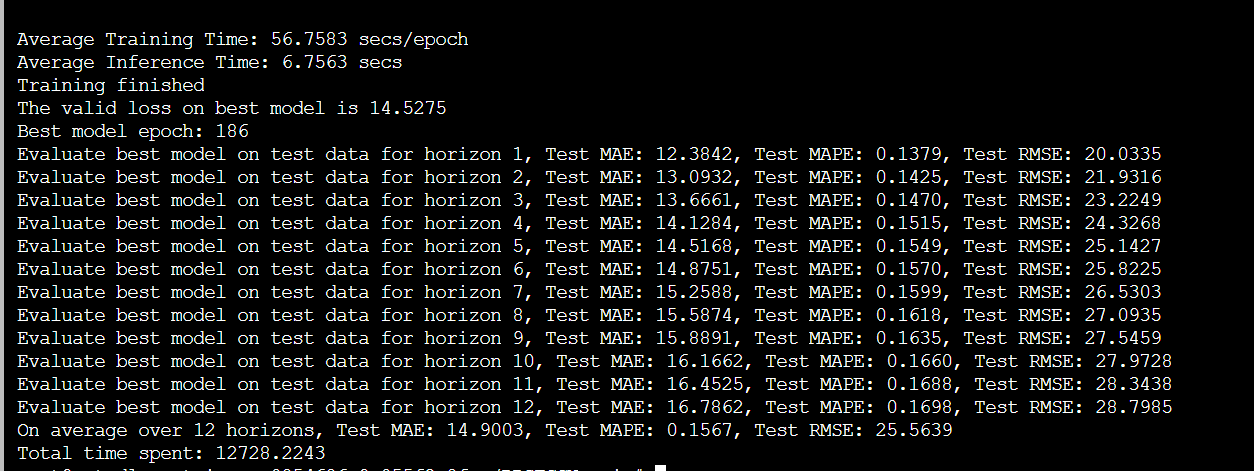 Average Training Time: 56.7583 secs/epoch
Average Inference Time: 6.7563 secs
Training finished
The valid loss on best model is 14.5275
Best model epoch: 186
Evaluate best model on test data for horizon 1, Test MAE: 12.3842, Test MAPE: 0.1379, Test RMSE: 20.0335
Evaluate best model on test data for horizon 2, Test MAE: 13.0932, Test MAPE: 0.1425, Test RMSE: 21.9316
Evaluate best model on test data for horizon 3, Test MAE: 13.6661, Test MAPE: 0.1470, Test RMSE: 23.2249
Evaluate best model on test data for horizon 4, Test MAE: 14.1284, Test MAPE: 0.1515, Test RMSE: 24.3268
Evaluate best model on test data for horizon 5, Test MAE: 14.5168, Test MAPE: 0.1549, Test RMSE: 25.1427
Evaluate best model on test data for horizon 6, Test MAE: 14.8751, Test MAPE: 0.1570, Test RMSE: 25.8225
Evaluate best model on test data for horizon 7, Test MAE: 15.2588, Test MAPE: 0.1599, Test RMSE: 26.5303
Evaluate best model on test data for horizon 8, Test MAE: 15.5874, Test MAPE: 0.1618, Test RMSE: 27.0935
Evaluate best model on test data for horizon 9, Test MAE: 15.8891, Test MAPE: 0.1635, Test RMSE: 27.5459
Evaluate best model on test data for horizon 10, Test MAE: 16.1662, Test MAPE: 0.1660, Test RMSE: 27.9728
Evaluate best model on test data for horizon 11, Test MAE: 16.4525, Test MAPE: 0.1688, Test RMSE: 28.3438
Evaluate best model on test data for horizon 12, Test MAE: 16.7862, Test MAPE: 0.1698, Test RMSE: 28.7985
On average over 12 horizons, Test MAE: 14.9003, Test MAPE: 0.1567, Test RMSE: 25.5639
Total time spent: 12728.2243